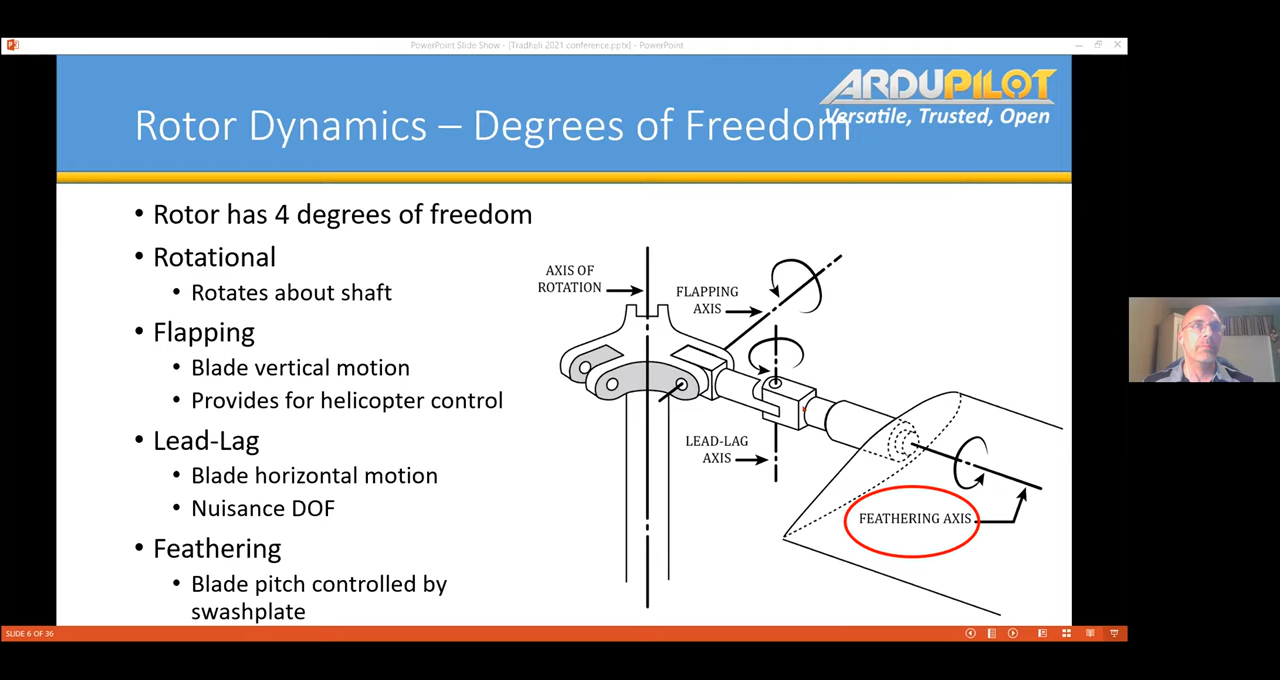 PowerPoint Slide Show - [Tradheli 2021 conference.pptx] - PowerPoint
ARDUPILOT
Versatile, Trusted, Open
Rotor Dynamics – Degrees of Freedom
• Rotor has 4 degrees of freedom
• Rotational
• Rotates about shaft
• Flapping
• Blade vertical motion
• Provides for helicopter control
• Lead-Lag
• Blade horizontal motion
• Nuisance DOF
• Feathering
• Blade pitch controlled by
swashplate
AXIS OF
ROTATION
FLAPPING
AXIS
LEAD-LAG
AXIS
FEATHERING AXIS
SLIDE 6 OF 36